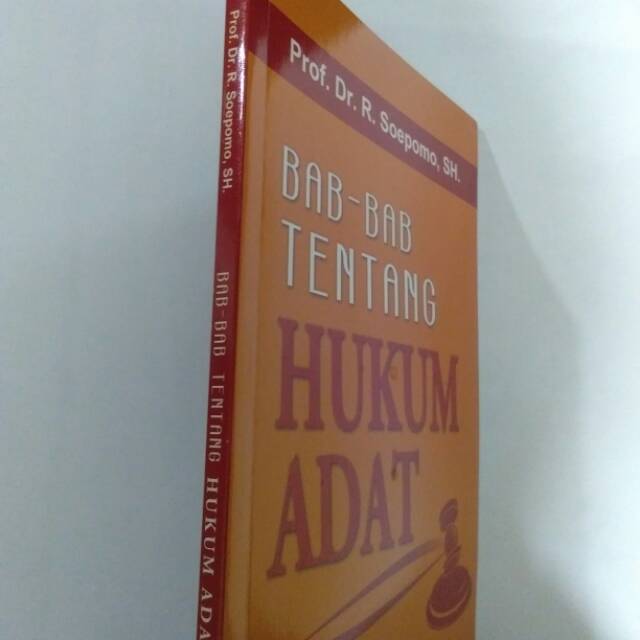 Prof. Dr. R. Soepomo, SH.
BAB-BAB
TENTANG
HUKUM
ADAT
Prof. Dr. R. Soepomo, SH.
BAB-BAB TENTANG HUKUM ADA